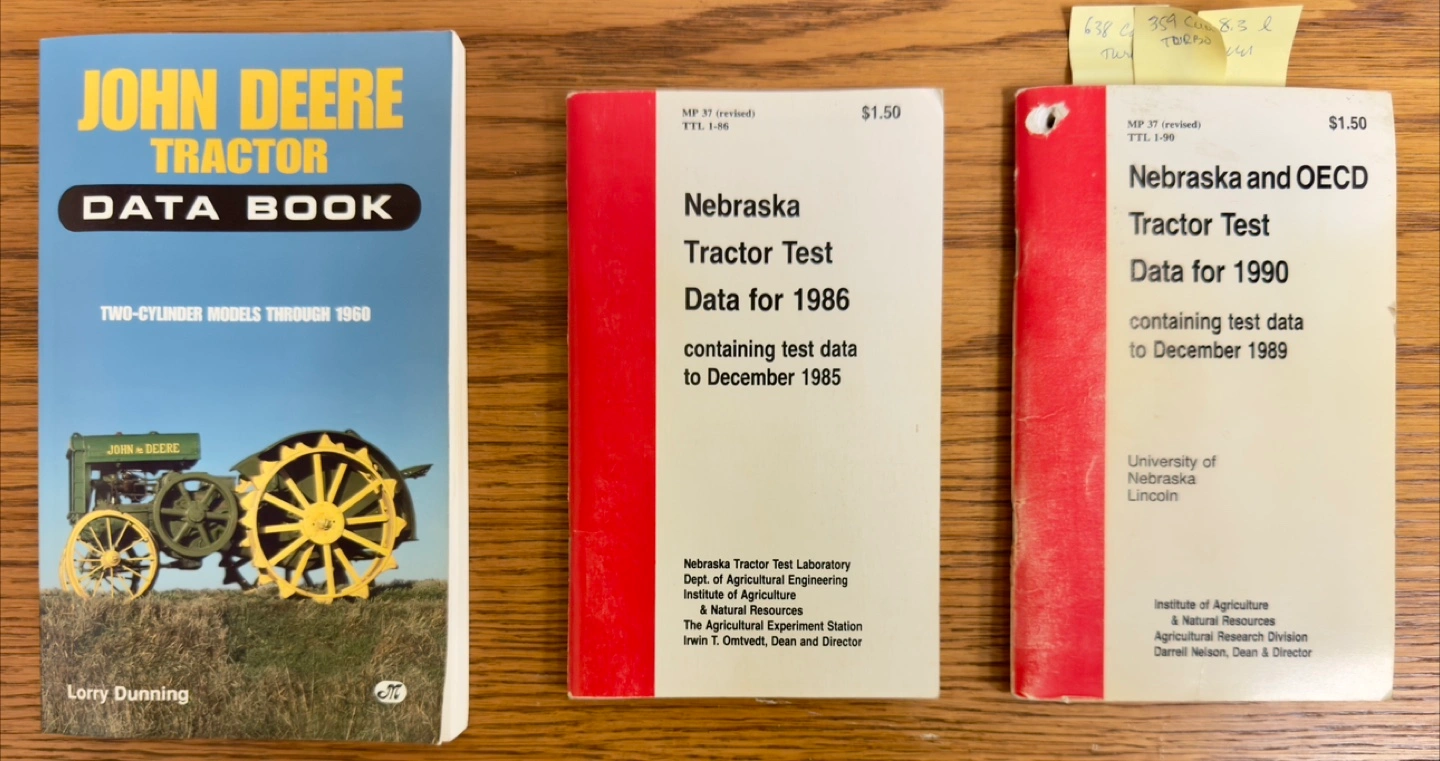 JOHN DEERE
TRACTOR
DATA BOOK
TWO-CYLINDER MODELS THROUGH 1960
JOHN DEERE
Lorry Dunning
MP 37 (revised)
TTL 1-86
$1.50
Nebraska
Tractor Test
Data for 1986
containing test data
to December 1985
Nebraska Tractor Test Laboratory
Dept. of Agricultural Engineering
Institute of Agriculture
& Natural Resources
The Agricultural Experiment Station
Irwin T. Omtvedt, Dean and Director
638
359 8.3 l
TURBO
MP 37 (revised)
TTL 1-90
$1.50
Nebraska and OECD
Tractor Test
Data for 1990
containing test data
to December 1989
University of
Nebraska
Lincoln
Institute of Agriculture
& Natural Resources
Agricultural Research Division
Darrell Nelson, Dean & Director